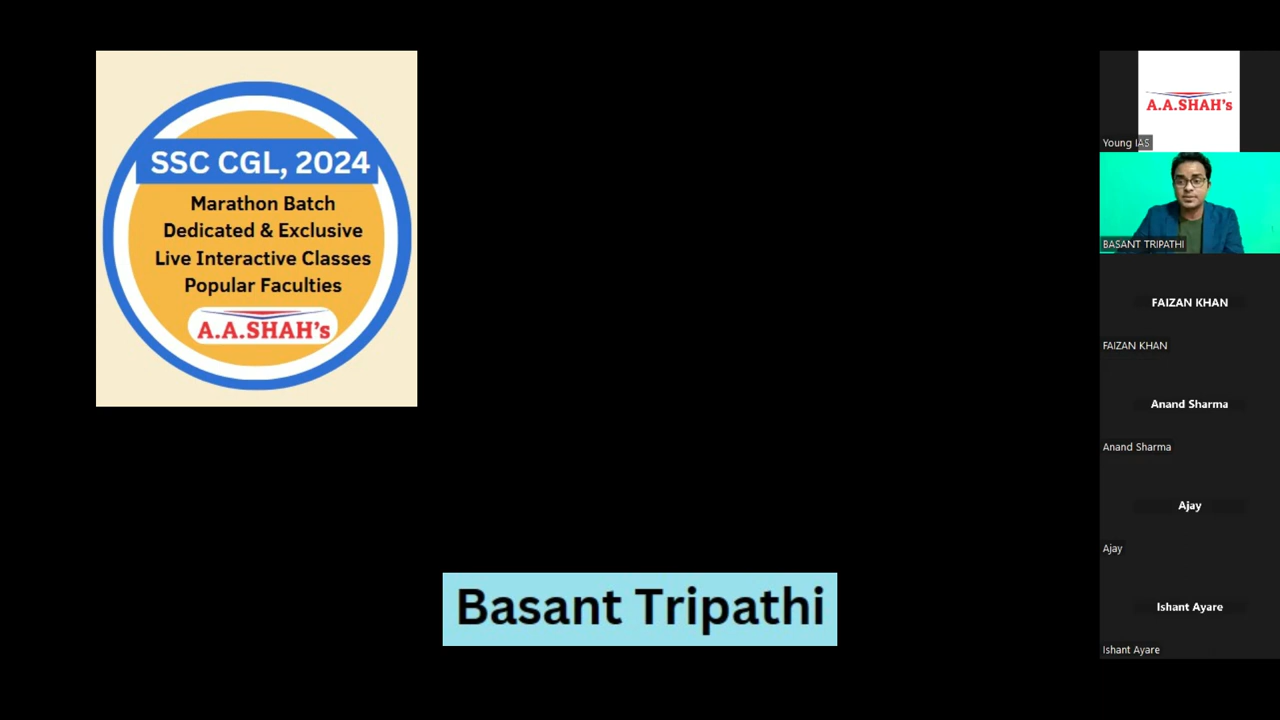 SSC CGL, 2024
Marathon Batch
Dedicated & Exclusive
Live Interactive Classes
Popular Faculties
A.A.SHAH's
Basant Tripathi
A.A.SHAH's
Young IAS
BASANT TRIPATHI
FAIZAN KHAN
FAIZAN KHAN
Anand Sharma
Anand Sharma
Ajay
Ajay
Ishant Ayare
Ishant Ayare